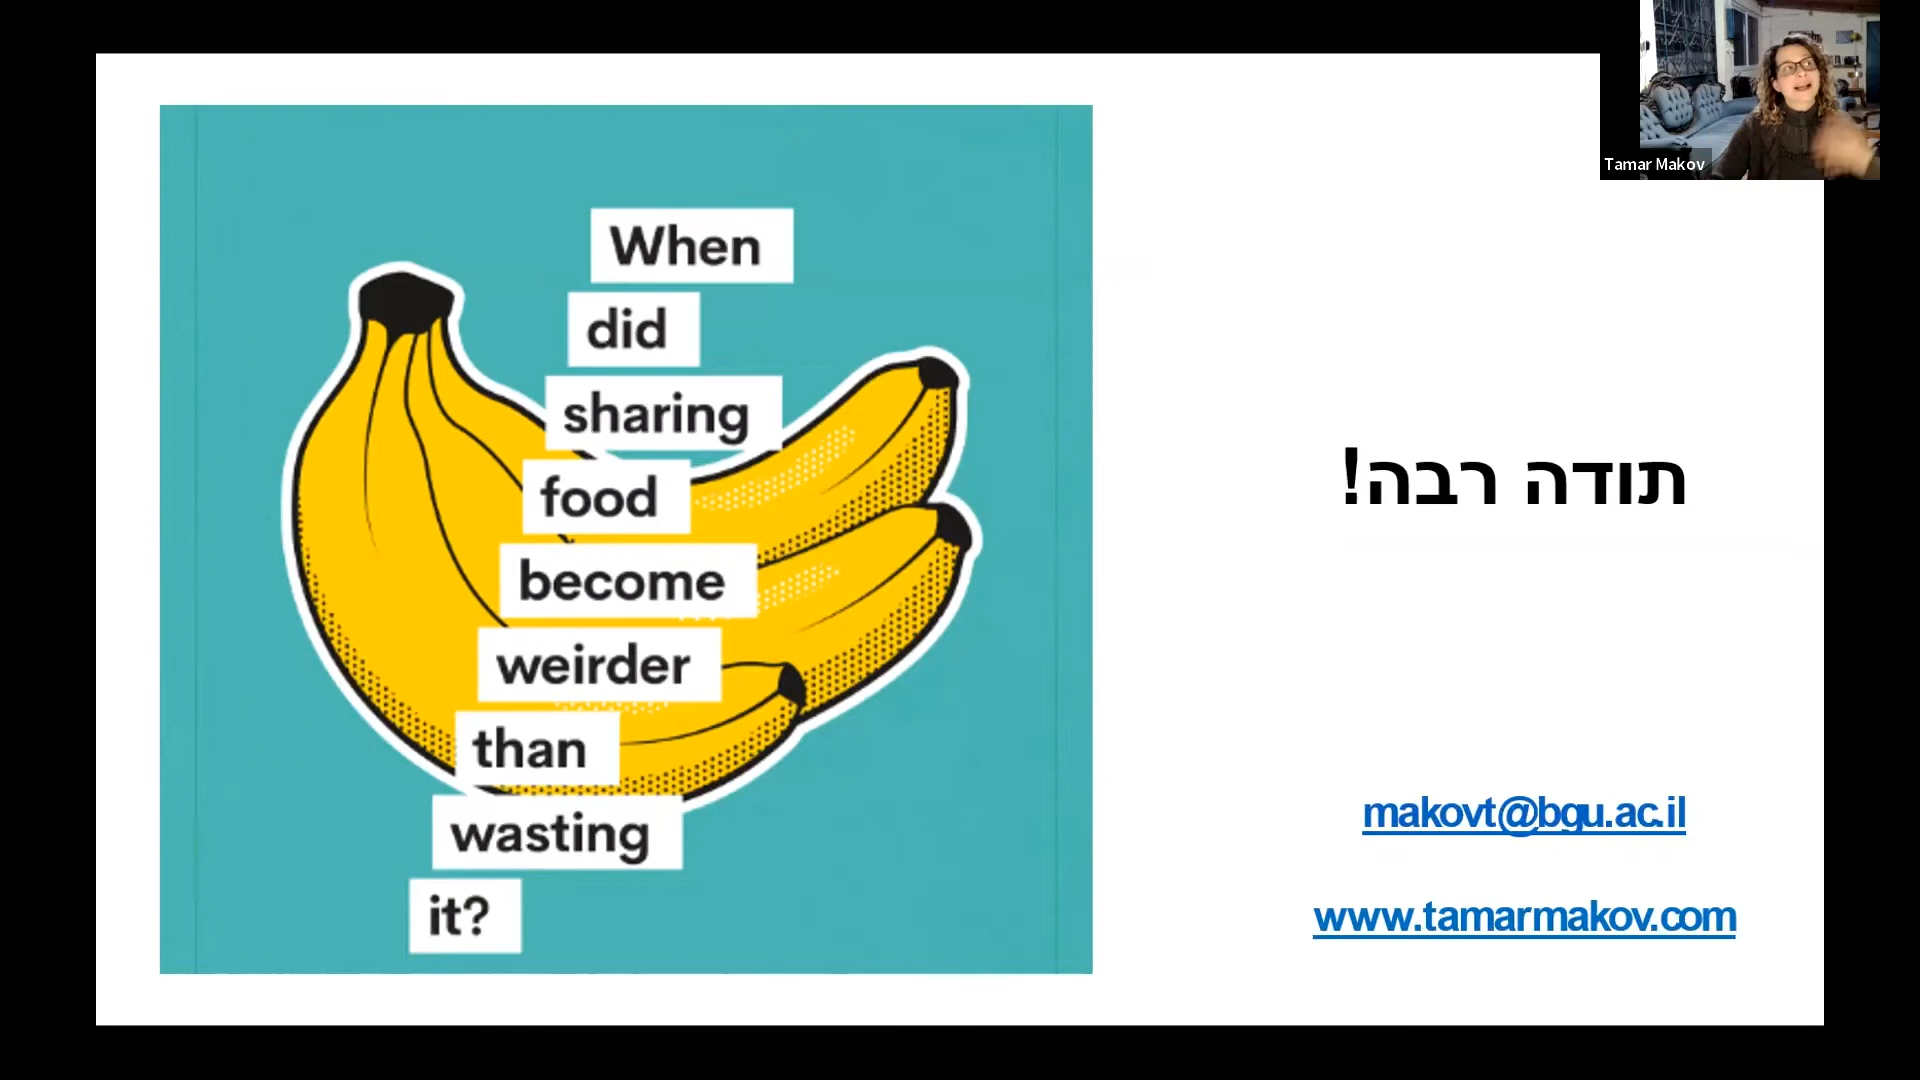 When
did
sharing
food
become
weirder
than
wasting
it?
תודה רבה!
makovt@bgu.ac.il
www.tamarmakov.com
Tamar Makov